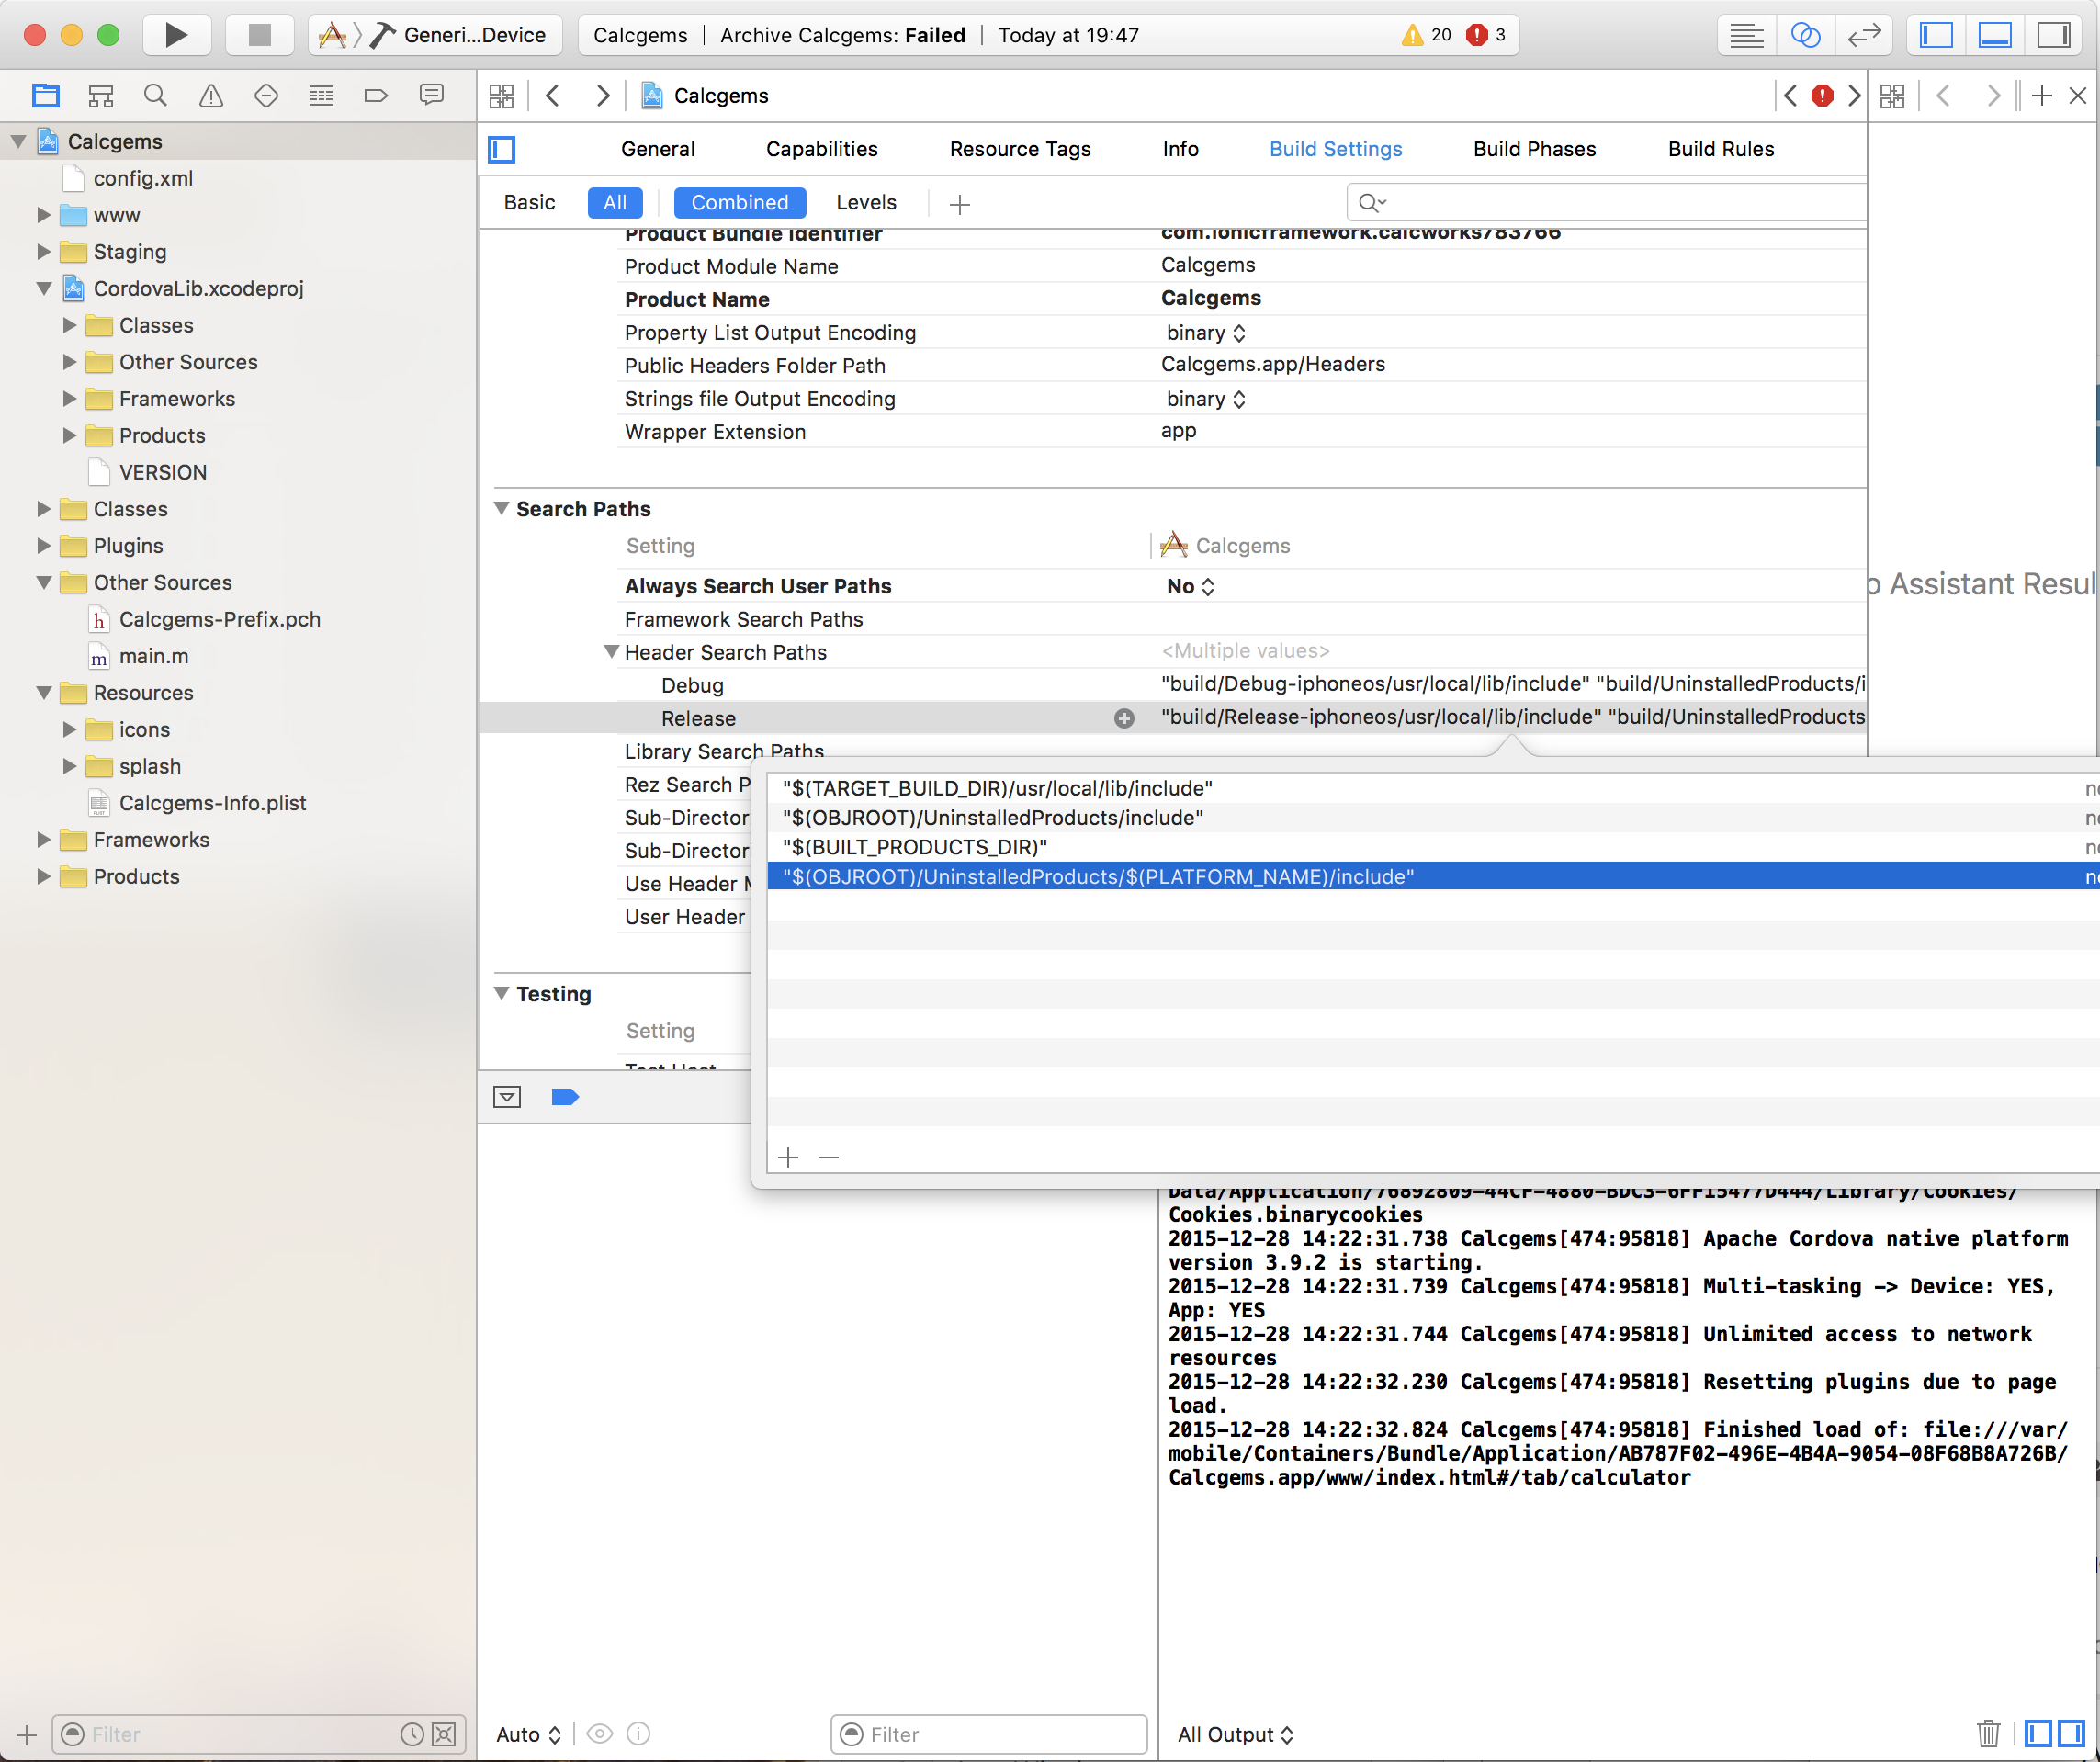 Generi...Device
Calcgems | Archive Calcgems: Failed | Today at 19:47
20
3
Calcgems
General Capabilities Resource Tags Info Build Settings Build Phases Build Rules
Basic All Combined Levels
Calcgems
config.xml
www
Staging
CordovaLib.xcodeproj
Classes
Other Sources
Frameworks
Products
VERSION
Classes
Plugins
Other Sources
Calcgems-Prefix.pch
main.m
Resources
icons
splash
Calcgems-Info.plist
Frameworks
Products
Filter
Product Bundle Identifier com.ionicframework.calcworks783766
Product Module Name Calcgems
Product Name Calcgems
Property List Output Encoding binary
Public Headers Folder Path Calcgems.app/Headers
Strings file Output Encoding binary
Wrapper Extension app
Search Paths
Setting Calcgems
Always Search User Paths No
Framework Search Paths
Header Search Paths <Multiple values>
Debug "build/Debug-iphoneos/usr/local/lib/include" "build/UninstalledProducts/i
Release "build/Release-iphoneos/usr/local/lib/include" "build/UninstalledProducts
Library Search Paths
Rez Search P
Sub-Director
Sub-Director
Use Header
User Header
"$(TARGET_BUILD_DIR)/usr/local/lib/include"
"$(OBJROOT)/UninstalledProducts/include"
"$(BUILT_PRODUCTS_DIR)"
"$(OBJROOT)/UninstalledProducts/$(PLATFORM_NAME)/include"
Testing
Setting
Test Host
Assistant Resul
Data/Application/76892809-44CF-4880-BDC3-6FF15477D444/Library/Cookies/
Cookies.binarycookies
2015-12-28 14:22:31.738 Calcgems[474:95818] Apache Cordova native platform
version 3.9.2 is starting.
2015-12-28 14:22:31.739 Calcgems[474:95818] Multi-tasking -> Device: YES,
App: YES
2015-12-28 14:22:31.744 Calcgems[474:95818] Unlimited access to network
resources
2015-12-28 14:22:32.230 Calcgems[474:95818] Resetting plugins due to page
load.
2015-12-28 14:22:32.824 Calcgems[474:95818] Finished load of: file:///var/
mobile/Containers/Bundle/Application/AB787F02-496E-4B4A-9054-08F68B8A726B/
Calcgems.app/www/index.html#/tab/calculator
Auto
Filter
All Output